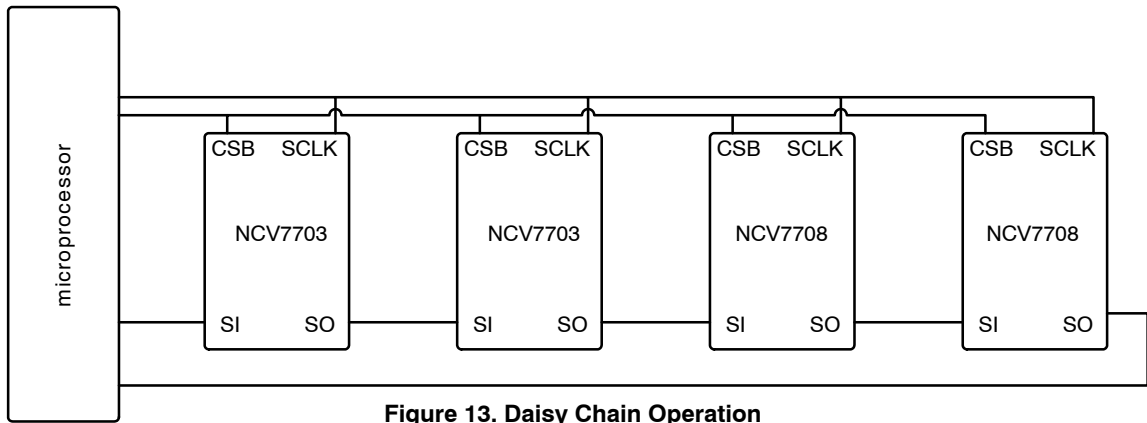 microprocessor
CSB SCLK
NCV7703
SI SO
CSB SCLK
NCV7703
SI SO
CSB SCLK
NCV7708
SI SO
CSB SCLK
NCV7708
SI SO
Figure 13. Daisy Chain Operation